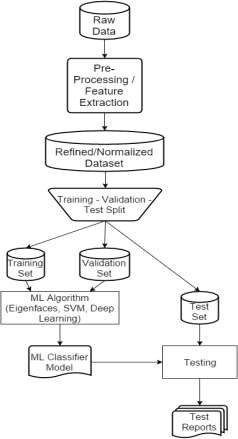 Raw
Data
Pre-
Processing /
Feature
Extraction
Refined/Normalized
Dataset
Training - Validation -
Test Split
Training
Set
Validation
Set
Test
Set
ML Algorithm
(Eigenfaces, SVM, Deep
Learning)
ML Classifier
Model
Testing
Test
Reports